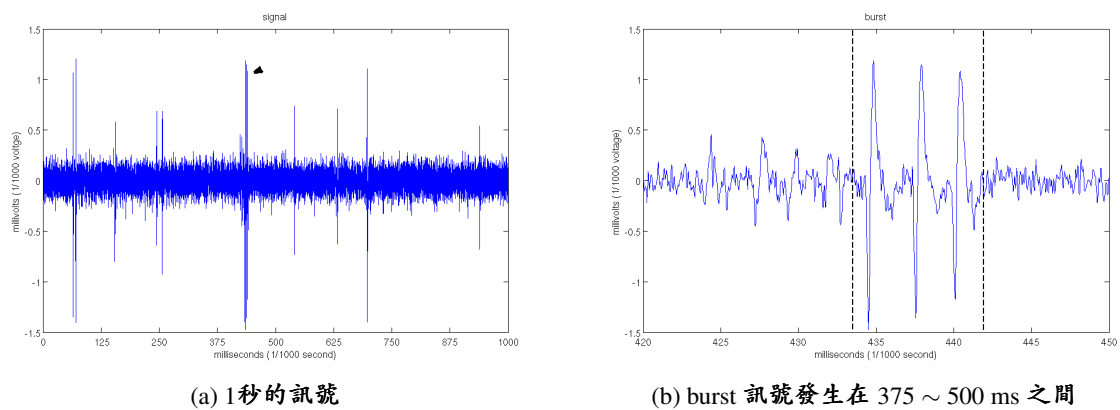 signal
1.5
1
0.5
0
-0.5
-1
-1.5
millivolts ( 1/1000 voltge)
0 125 250 375 500 625 750 875 1000
milliseconds ( 1/1000 second)
(a) 1秒的訊號
burst
1.5
1
0.5
0
-0.5
-1
-1.5
millivolts ( 1/1000 voltage)
420 425 430 435 440 445 450
milliseconds ( 1/1000 second)
(b) burst 訊號發生在 375 ∼ 500 ms 之間